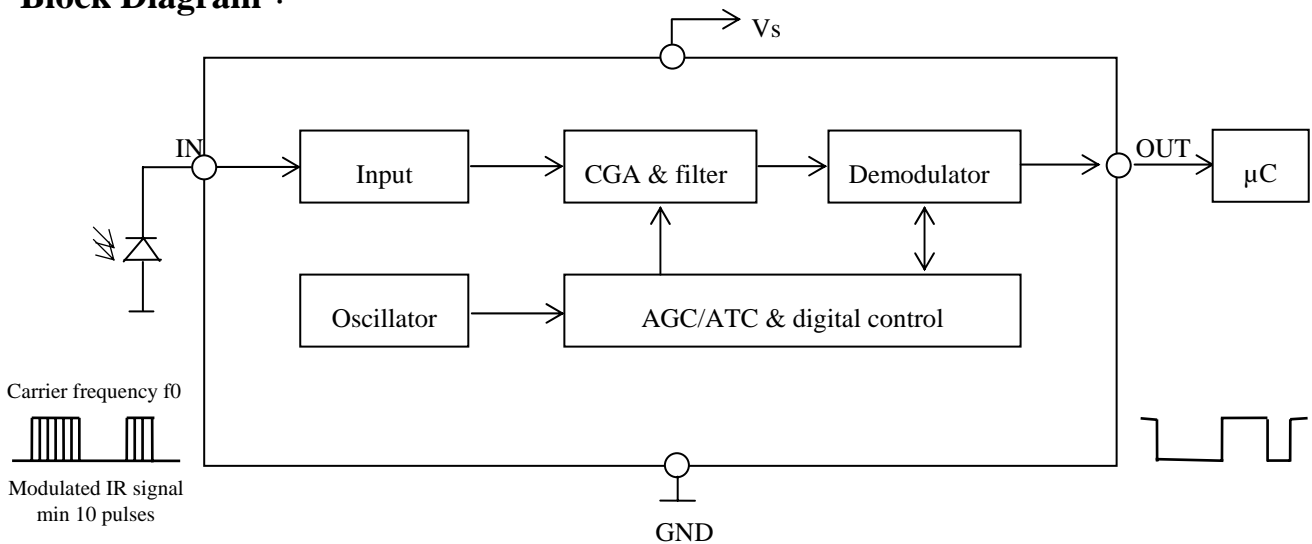 Block Diagram :
Vs
IN
Input
CGA & filter
Demodulator
OUT
µC
Oscillator
AGC/ATC & digital control
Carrier frequency f0
Modulated IR signal
min 10 pulses
GND